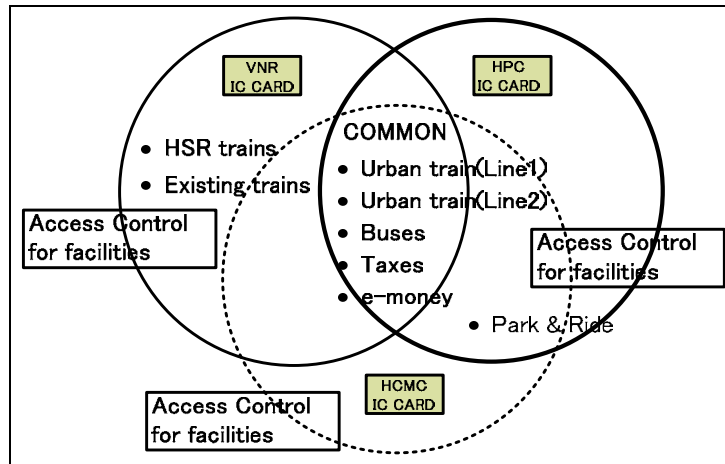 VNR
IC CARD
HPC
IC CARD
COMMON
• HSR trains
• Existing trains
• Urban train(Line1)
• Urban train(Line2)
• Buses
• Taxes
• e-money
Access Control
for facilities
Access Control
for facilities
• Park & Ride
HCMC
IC CARD
Access Control
for facilities